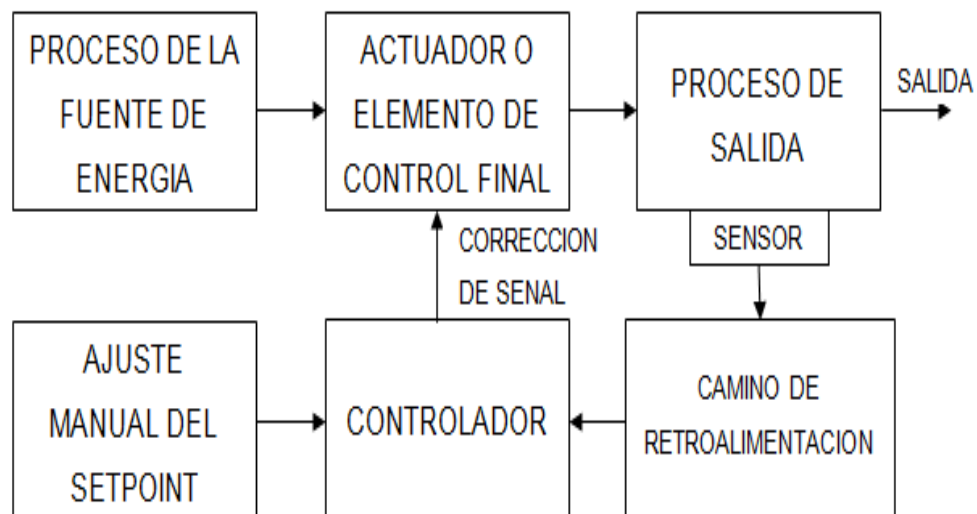 PROCESO DE LA
FUENTE DE
ENERGIA
ACTUADOR O
ELEMENTO DE
CONTROL FINAL
PROCESO DE
SALIDA
SALIDA
SENSOR
CORRECCION
DE SENAL
AJUSTE
MANUAL DEL
SETPOINT
CONTROLADOR
CAMINO DE
RETROALIMENTACION